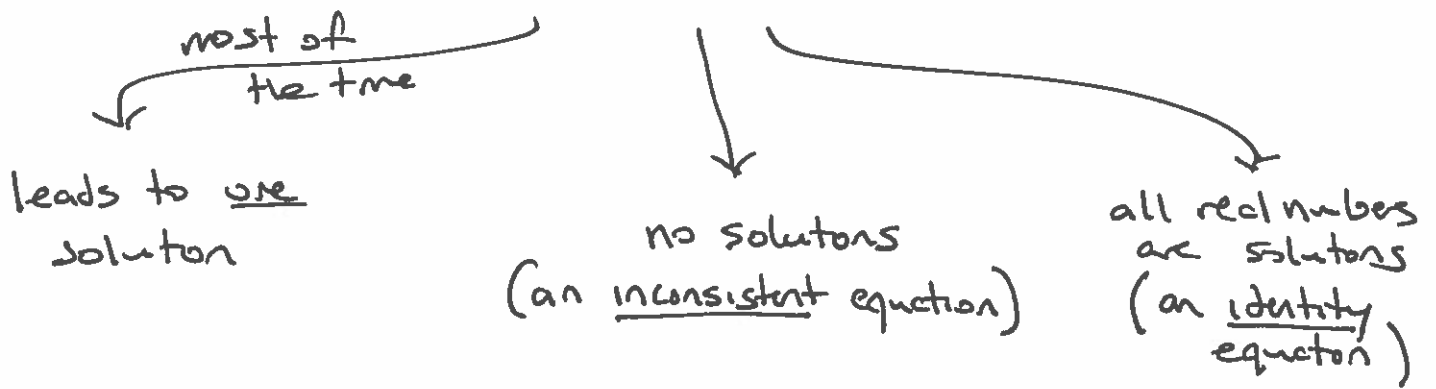 most of
the time
leads to one
solution
no solutions
(an inconsistent equation)
all real numbers
are solutions
(an identity
equation)